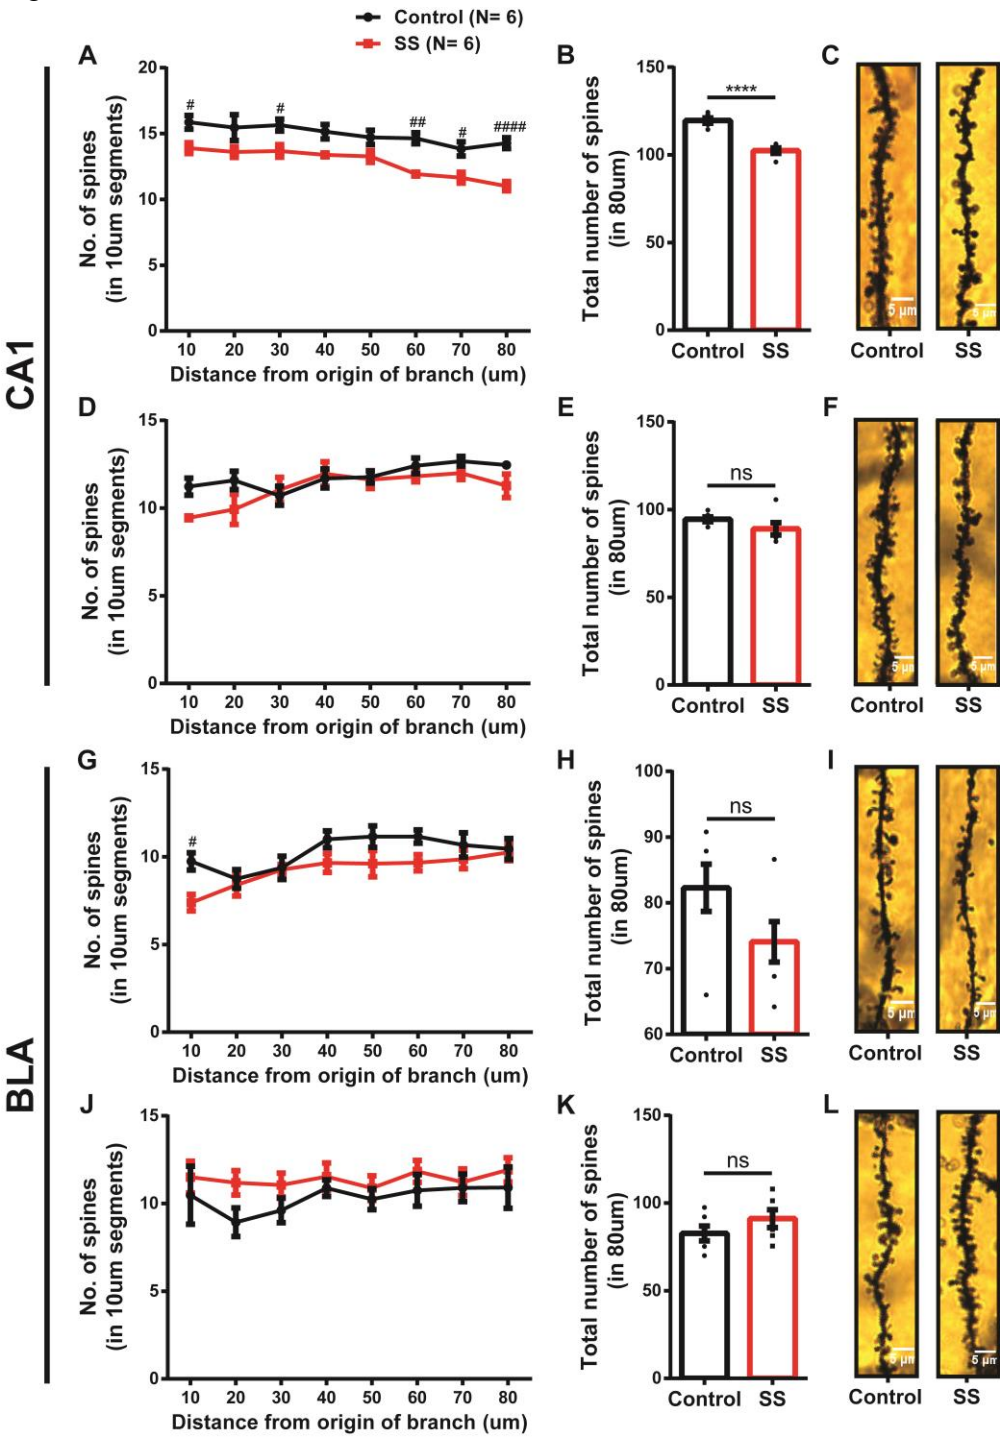 Control (N= 6)
SS (N= 6)
CA1
A
No. of spines
(in 10um segments)
20
15
10
5
0
#
#
##
#
####
10 20 30 40 50 60 70 80
Distance from origin of branch (um)
B
Total number of spines
(in 80um)
150
100
50
0
****
Control SS
C
5 µm
5 µm
Control SS
D
No. of spines
(in 10um segments)
15
10
5
0
10 20 30 40 50 60 70 80
Distance from origin of branch (um)
E
Total number of spines
(in 80um)
150
100
50
0
ns
Control SS
F
5 µm
5 µm
Control SS
BLA
G
No. of spines
(in 10um segments)
15
10
5
0
#
10 20 30 40 50 60 70 80
Distance from origin of branch (um)
H
Total number of spines
(in 80um)
100
90
80
70
60
ns
Control SS
I
5 µm
5 µm
Control SS
J
No. of spines
(in 10um segments)
15
10
5
0
10 20 30 40 50 60 70 80
Distance from origin of branch (um)
K
Total number of spines
(in 80um)
150
100
50
0
ns
Control SS
L
5 µm
5 µm
Control SS